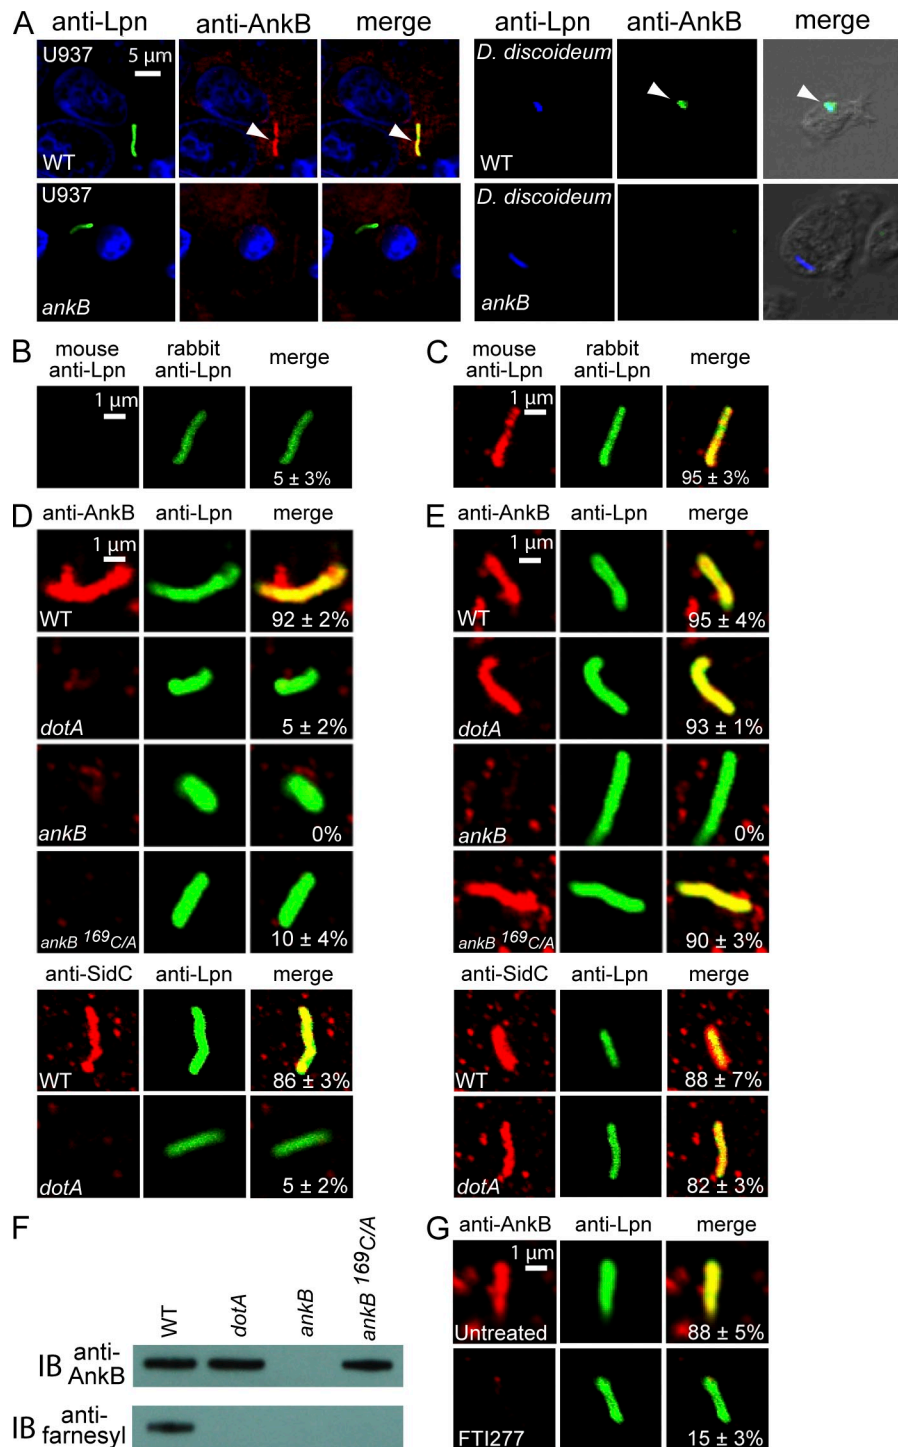 A anti-Lpn anti-AnkB merge anti-Lpn anti-AnkB merge
U937 5 µm D. discoideum
WT WT
U937 D. discoideum
ankB ankB
B mouse anti-Lpn rabbit anti-Lpn merge
1 µm 5 ± 3%
C mouse anti-Lpn rabbit anti-Lpn merge
1 µm 95 ± 3%
D anti-AnkB anti-Lpn merge
1 µm
WT 92 ± 2%
dotA 5 ± 2%
ankB 0%
ankB 169C/A 10 ± 4%
anti-SidC anti-Lpn merge
WT 86 ± 3%
dotA 5 ± 2%
E anti-AnkB anti-Lpn merge
1 µm
WT 95 ± 4%
dotA 93 ± 1%
ankB 0%
ankB 169C/A 90 ± 3%
anti-SidC anti-Lpn merge
WT 88 ± 7%
dotA 82 ± 3%
F WT dotA ankB ankB 169C/A
IB anti-AnkB
IB anti-farnesyl
G anti-AnkB anti-Lpn merge
1 µm
Untreated 88 ± 5%
FTI277 15 ± 3%